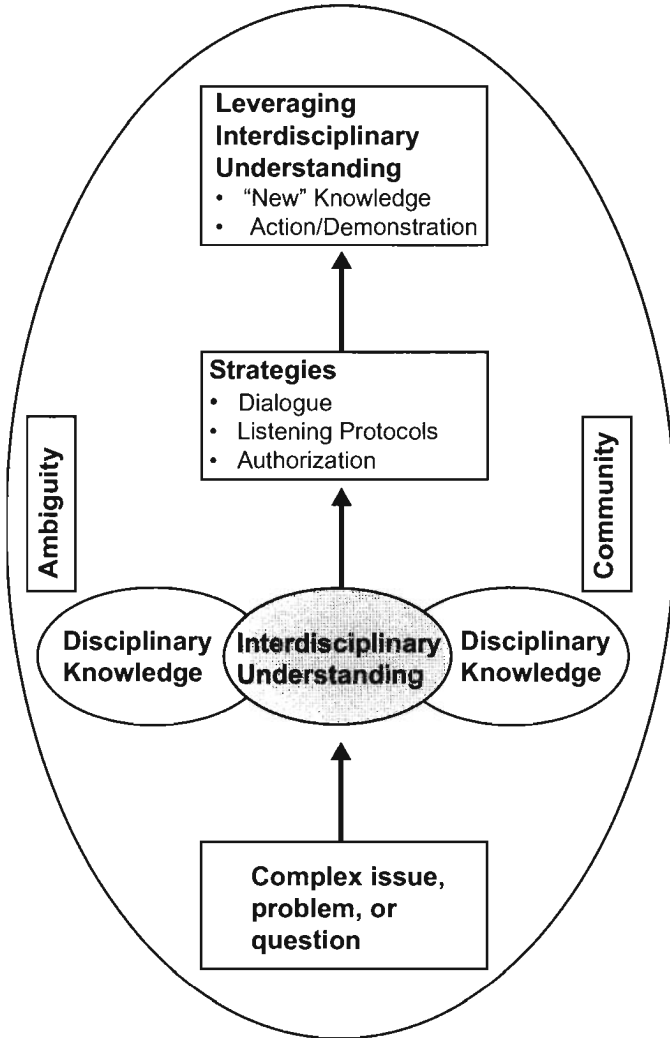 Leveraging
Interdisciplinary
Understanding
• “New” Knowledge
• Action/Demonstration
Strategies
• Dialogue
• Listening Protocols
• Authorization
Ambiguity
Community
Disciplinary
Knowledge
Interdisciplinary
Understanding
Disciplinary
Knowledge
Complex issue,
problem, or
question